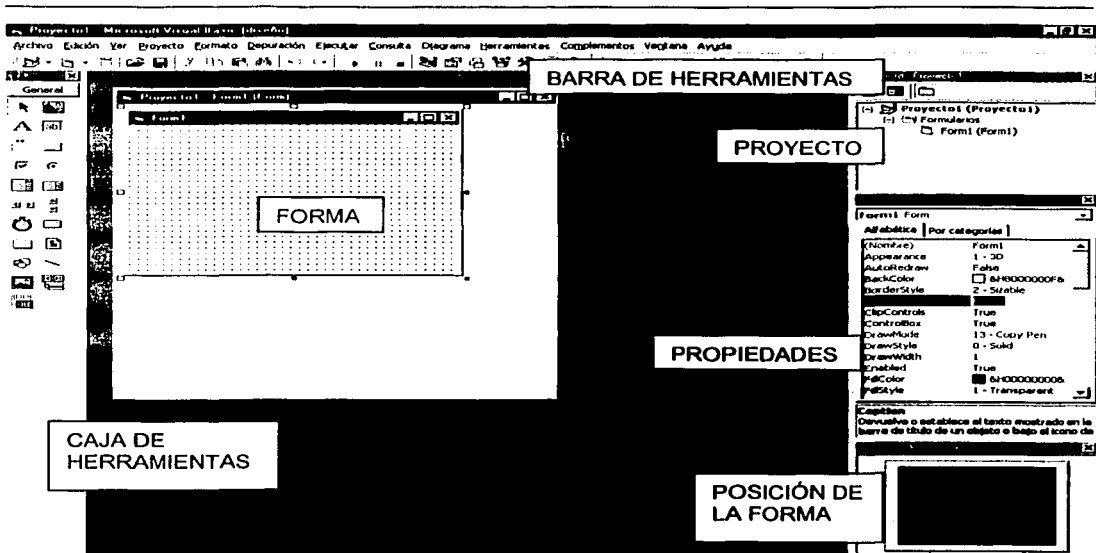 Proyecto1 - Microsoft Visual Basic [diseño]
Archivo Edición Ver Proyecto Formato Depuración Ejecutar Consulta Diagrama Herramientas Complementos Ventana Ayuda
General
BARRA DE HERRAMIENTAS
Proyecto1 - Form1 (Form)
Form1
FORMA
Proyecto1 (Proyecto1)
Formularios
Form1 (Form1)
PROYECTO
Form1 Form
Alfabética Por categorías
(Nombre) Form1
Appearance 1 - 3D
AutoRedraw False
BackColor &H8000000F&
BorderStyle 2 - Sizable
ClipControls True
ControlBox True
DrawMode 13 - Copy Pen
DrawStyle 0 - Solid
DrawWidth 1
Enabled True
FillColor &H00000000&
FillStyle 1 - Transparent
PROPIEDADES
Caption
Devuelve o establece el texto mostrado en la
barra de título de un objeto o bajo el icono de
CAJA DE
HERRAMIENTAS
POSICIÓN DE
LA FORMA